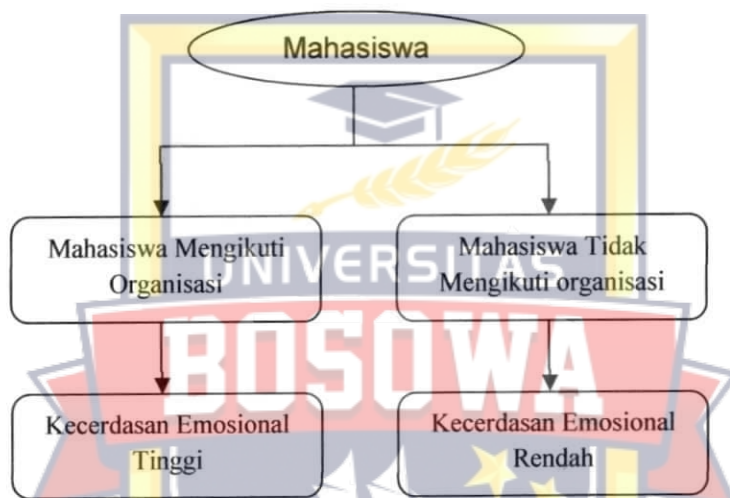 Mahasiswa
Mahasiswa Mengikuti
Organisasi
Mahasiswa Tidak
Mengikuti organisasi
UNIVERSITAS
BOSOWA
Kecerdasan Emosional
Tinggi
Kecerdasan Emosional
Rendah